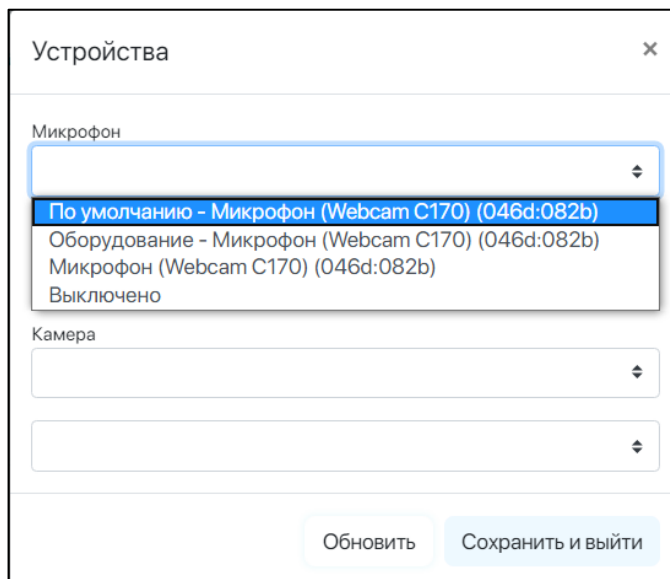 Устройства
×
Микрофон
По умолчанию - Микрофон (Webcam C170) (046d:082b)
Оборудование - Микрофон (Webcam C170) (046d:082b)
Микрофон (Webcam C170) (046d:082b)
Выключено
Камера
Обновить Сохранить и выйти